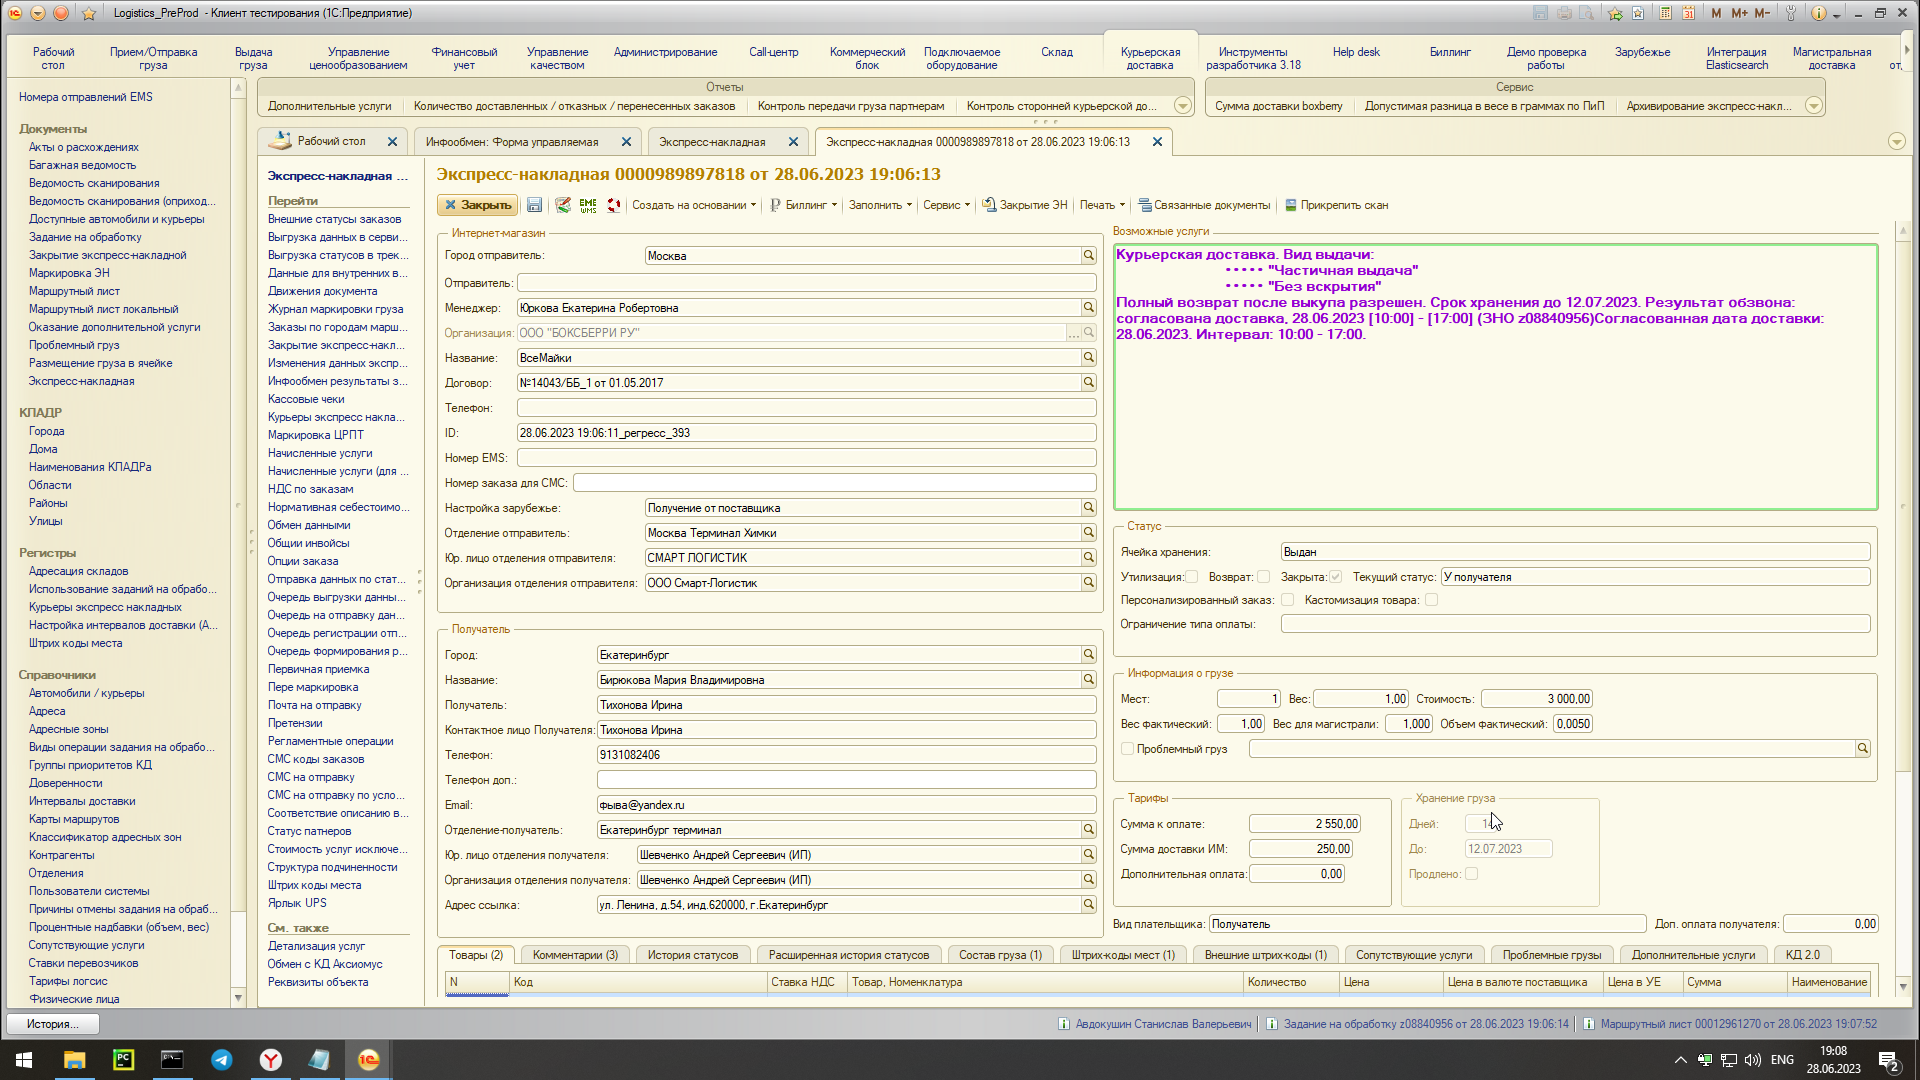 Logistics_PreProd - Клиент тестирования (1С:Предприятие)
M M+ M-
Рабочий стол
Прием/Отправка груза
Выдача груза
Управление ценообразованием
Финансовый учет
Управление качеством
Администрирование
Call-центр
Коммерческий блок
Подключаемое оборудование
Склад
Курьерская доставка
Инструменты разработчика 3.18
Help desk
Биллинг
Демо проверка работы
Зарубежье
Интеграция Elasticsearch
Магистральная доставка
от,
Отчеты
Дополнительные услуги
Количество доставленных / отказных / перенесенных заказов
Контроль передачи груза партнерам
Контроль сторонней курьерской до...
Сервис
Сумма доставки boxberry
Допустимая разница в весе в граммах по ПиП
Архивирование экспресс-накл...
Рабочий стол
Инфообмен: Форма управляемая
Экспресс-накладная
Экспресс-накладная 0000989897818 от 28.06.2023 19:06:13
Номера отправлений EMS
Документы
Акты о расхождениях
Багажная ведомость
Ведомость сканирования
Ведомость сканирования (оприход...
Доступные автомобили и курьеры
Задание на обработку
Закрытие экспресс-накладной
Маркировка ЭН
Маршрутный лист
Маршрутный лист локальный
Оказание дополнительной услуги
Проблемный груз
Размещение груза в ячейке
Экспресс-накладная
КЛАДР
Города
Дома
Наименования КЛАДРа
Области
Районы
Улицы
Регистры
Адресация складов
Использование заданий на обрабо...
Курьеры экспресс накладных
Настройка интервалов доставки (А...
Штрих коды места
Справочники
Автомобили / курьеры
Адреса
Адресные зоны
Виды операции задания на обрабо...
Группы приоритетов КД
Доверенности
Интервалы доставки
Карты маршрутов
Классификатор адресных зон
Контрагенты
Отделения
Пользователи системы
Причины отмены задания на обраб...
Процентные надбавки (объем, вес)
Сопутствующие услуги
Ставки перевозчиков
Тарифы логсис
Физические лица
Экспресс-накладная ...
Перейти
Внешние статусы заказов
Выгрузка данных в серви...
Выгрузка статусов в трек...
Данные для внутренних в...
Движения документа
Журнал маркировки груза
Заказы по городам марш...
Закрытие экспресс-накл...
Изменения данных экспр...
Инфообмен результаты з...
Кассовые чеки
Курьеры экспресс накла...
Маркировка ЦРПТ
Начисленные услуги
Начисленные услуги (для ...
НДС по заказам
Нормативная себестоимо...
Обмен данными
Общии инвойсы
Опции заказа
Отправка данных по стат...
Очередь выгрузки данны...
Очередь на отправку дан...
Очередь регистрации отп...
Очередь формирования р...
Первичная приемка
Пере маркировка
Почта на отправку
Претензии
Регламентные операции
СМС коды заказов
СМС на отправку
СМС на отправку по усло...
Соответствие описанию в...
Статус патнеров
Стоимость услуг исключе...
Структура подчиненности
Штрих коды места
Ярлык UPS
См. также
Детализация услуг
Обмен с КД Аксиомус
Реквизиты объекта
Экспресс-накладная 0000989897818 от 28.06.2023 19:06:13
Закрыть
EME WMS
Создать на основании
Биллинг
Заполнить
Сервис
Закрытие ЭН
Печать
Связанные документы
Прикрепить скан
Интернет-магазин
Город отправитель: Москва
Отправитель:
Менеджер: Юркова Екатерина Робертовна
Организация: ООО "БОКСБЕРРИ РУ" ...
Название: ВсеМайки
Договор: №14043/ББ_1 от 01.05.2017
Телефон:
ID: 28.06.2023 19:06:11_регресс_393
Номер EMS:
Номер заказа для СМС:
Настройка зарубежье: Получение от поставщика
Отделение отправитель: Москва Терминал Химки
Юр. лицо отделения отправителя: СМАРТ ЛОГИСТИК
Организация отделения отправителя: ООО Смарт-Логистик
Получатель
Город: Екатеринбург
Название: Бирюкова Мария Владимировна
Получатель: Тихонова Ирина
Контактное лицо Получателя: Тихонова Ирина
Телефон: 9131082406
Телефон доп.:
Email: фыва@yandex.ru
Отделение-получатель: Екатеринбург терминал
Юр. лицо отделения получателя: Шевченко Андрей Сергеевич (ИП)
Организация отделения получателя: Шевченко Андрей Сергеевич (ИП)
Адрес ссылка: ул. Ленина, д.54, инд.620000, г.Екатеринбург
Возможные услуги
Курьерская доставка. Вид выдачи:
••••• "Частичная выдача"
••••• "Без вскрытия"
Полный возврат после выкупа разрешен. Срок хранения до 12.07.2023. Результат обзвона:
согласована доставка, 28.06.2023 [10:00] - [17:00] (ЗНО z08840956)Согласованная дата доставки:
28.06.2023. Интервал: 10:00 - 17:00.
Статус
Ячейка хранения: Выдан
Утилизация: Возврат: Закрыта: Текущий статус: У получателя
Персонализированный заказ: Кастомизация товара:
Ограничение типа оплаты:
Информация о грузе
Мест: 1 Вес: 1,00 Стоимость: 3 000,00
Вес фактический: 1,00 Вес для магистрали: 1,000 Объем фактический: 0,0050
Проблемный груз
Тарифы
Сумма к оплате: 2 550,00
Сумма доставки ИМ: 250,00
Дополнительная оплата: 0,00
Хранение груза
Дней:
До: 12.07.2023
Продлено:
Вид плательщика: Получатель Доп. оплата получателя: 0,00
Товары (2)
Комментарии (3)
История статусов
Расширенная история статусов
Состав груза (1)
Штрих-коды мест (1)
Внешние штрих-коды (1)
Сопутствующие услуги
Проблемные грузы
Дополнительные услуги
КД 2.0
N Код Ставка НДС Товар, Номенклатура Количество Цена Цена в валюте поставщика Цена в УЕ Сумма Наименование
История...
Авдокушин Станислав Валерьевич
Задание на обработку z08840956 от 28.06.2023 19:06:14
Маршрутный лист 00012961270 от 28.06.2023 19:07:52
ENG
19:08
28.06.2023
2